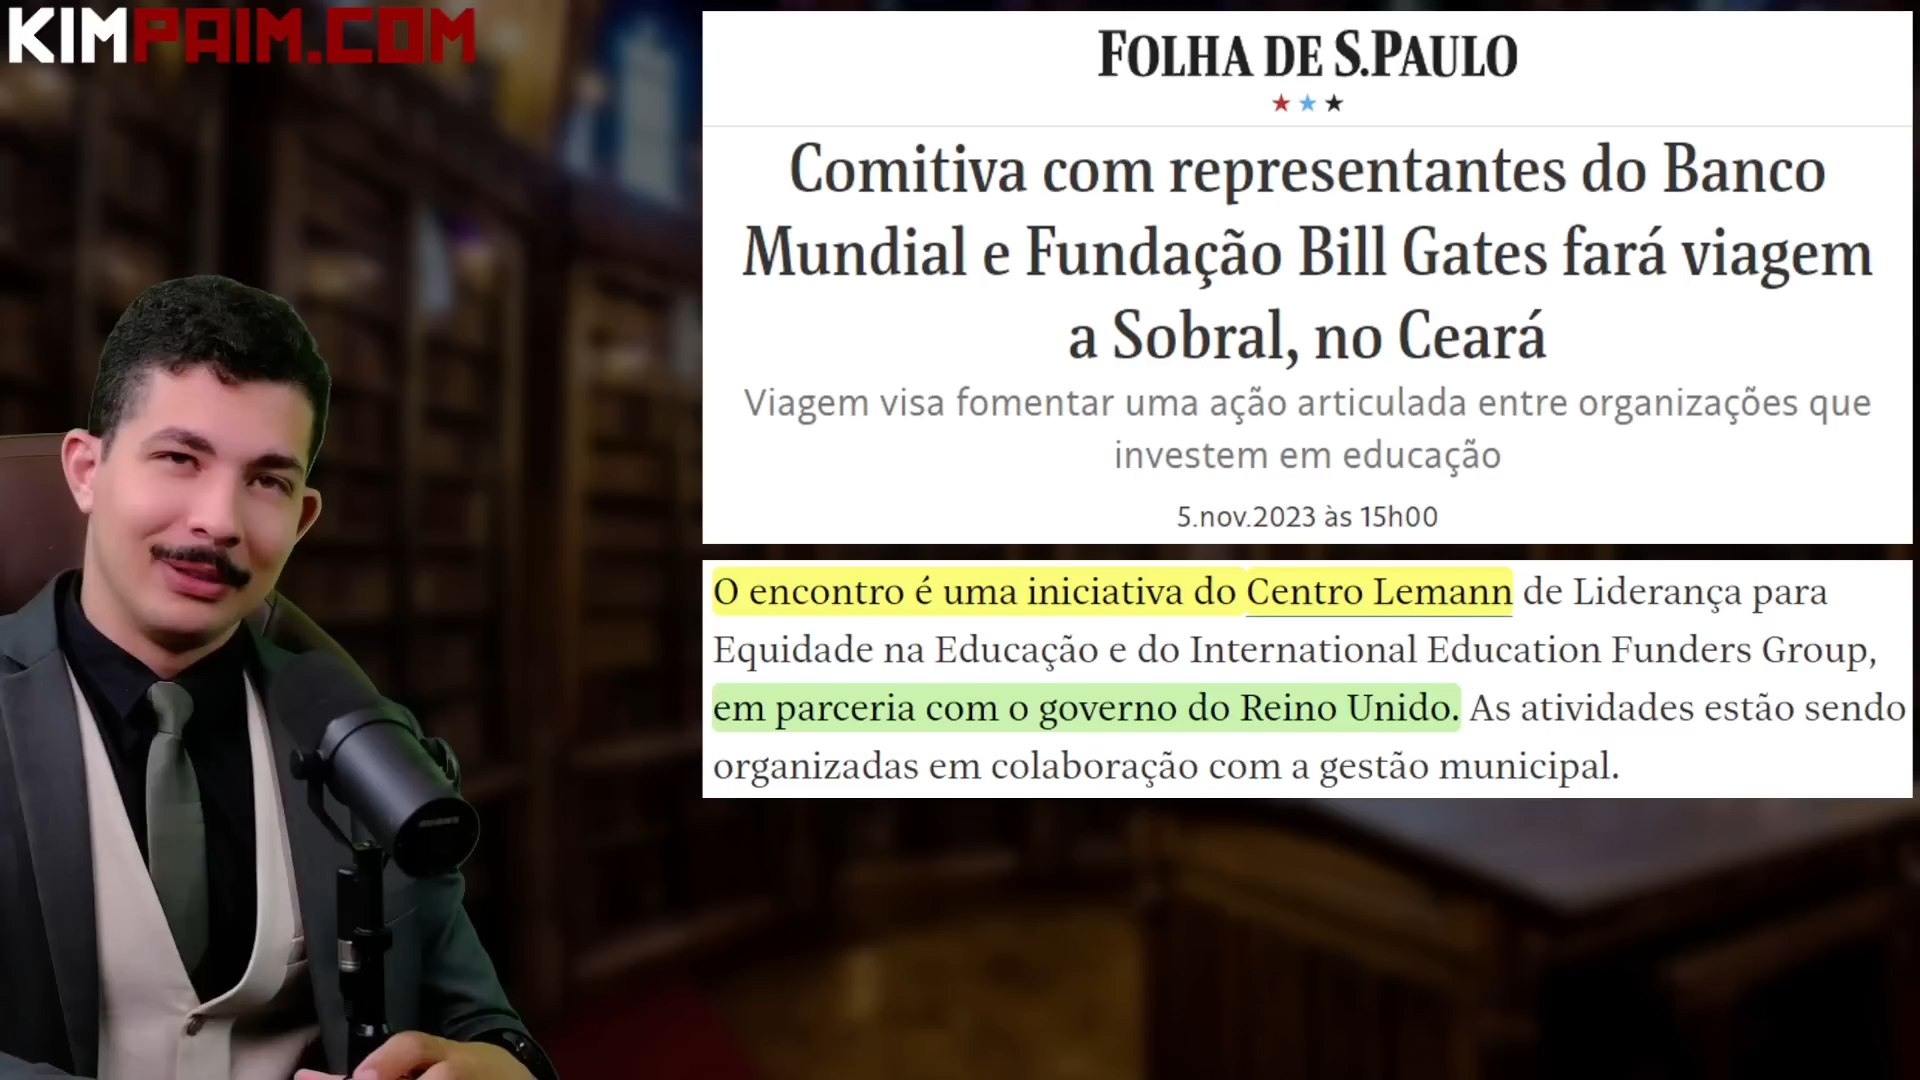 KIMPAIM.COM
FOLHA DE S.PAULO
Comitiva com representantes do Banco
Mundial e Fundação Bill Gates fará viagem
a Sobral, no Ceará
Viagem visa fomentar uma ação articulada entre organizações que
investem em educação
5.nov.2023 às 15h00
O encontro é uma iniciativa do Centro Lemann de Liderança para
Equidade na Educação e do International Education Funders Group,
em parceria com o governo do Reino Unido. As atividades estão sendo
organizadas em colaboração com a gestão municipal.